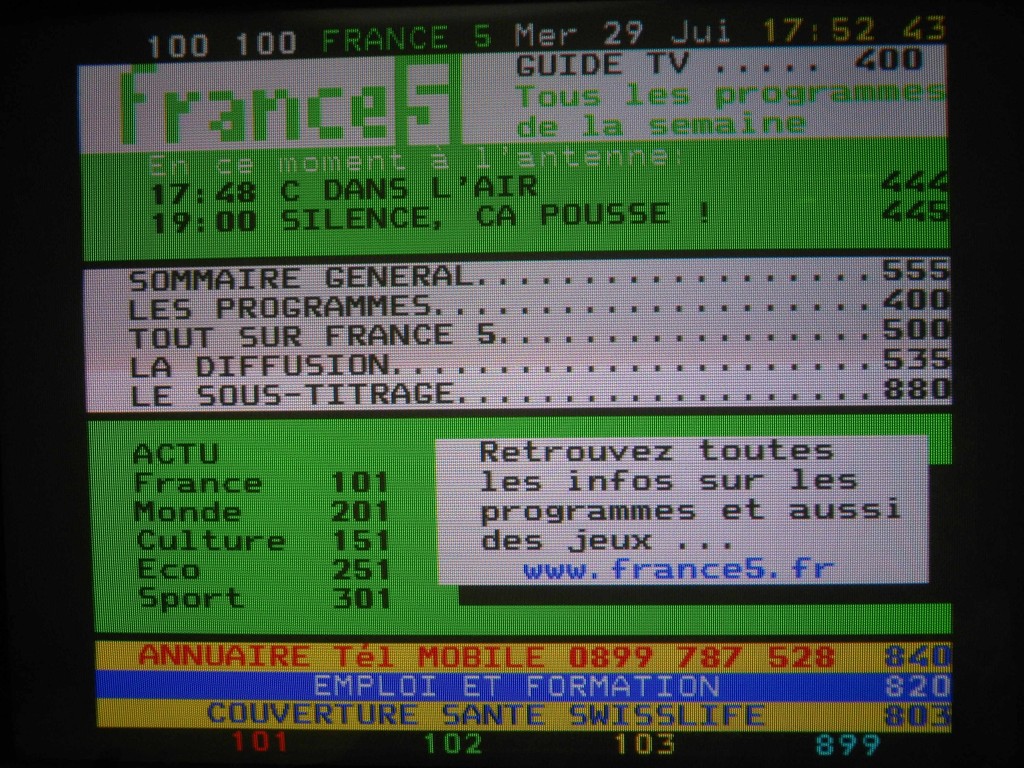 100 100 FRANCE 5 Mer 29 Jui 17:52 43
france 5
GUIDE TV ..... 400
Tous les programmes
de la semaine
En ce moment à l'antenne:
17:48 C DANS L'AIR 444
19:00 SILENCE, CA POUSSE ! 445
SOMMAIRE GENERAL................... 555
LES PROGRAMMES..................... 400
TOUT SUR FRANCE 5.................. 500
LA DIFFUSION....................... 535
LE SOUS-TITRAGE.................... 880
ACTU
France 101
Monde 201
Culture 151
Eco 251
Sport 301
Retrouvez toutes
les infos sur les
programmes et aussi
des jeux ...
www.france5.fr
ANNUAIRE Tél MOBILE 0899 787 528 840
EMPLOI ET FORMATION 820
COUVERTURE SANTE SWISSLIFE 803
101 102 103 899